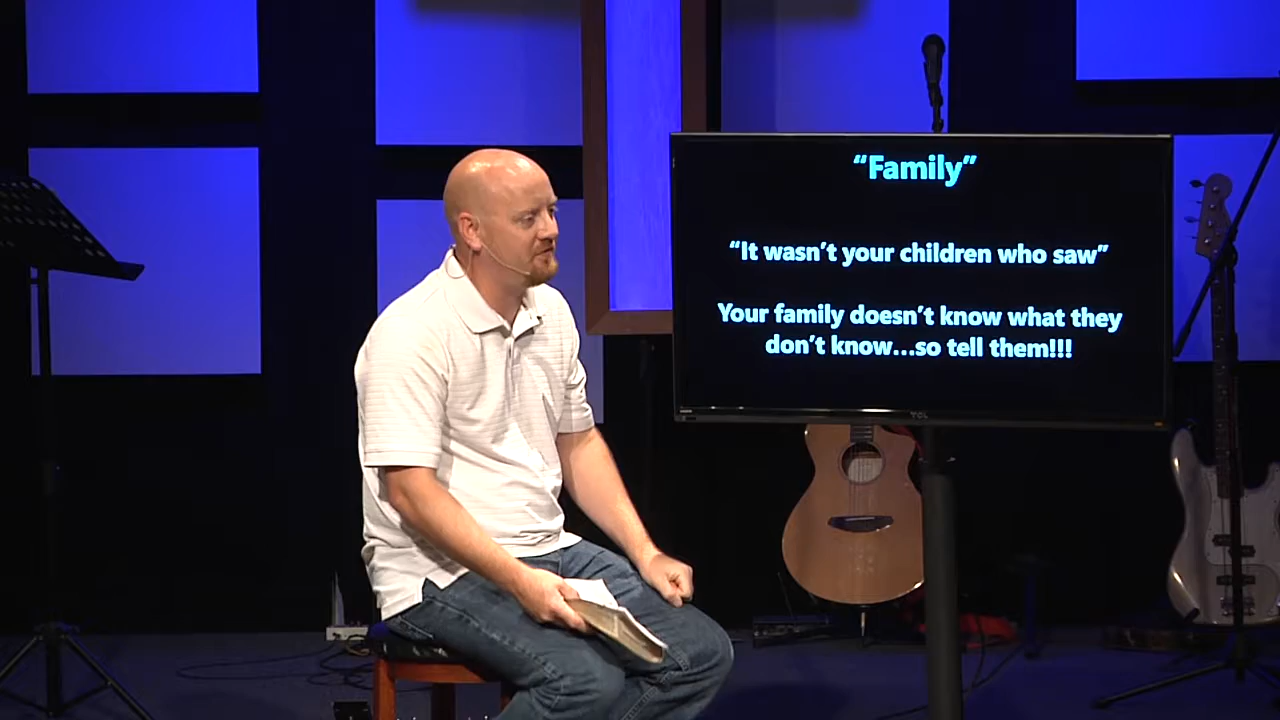 “Family”
“It wasn’t your children who saw”
Your family doesn’t know what they
don’t know...so tell them!!!
TCL